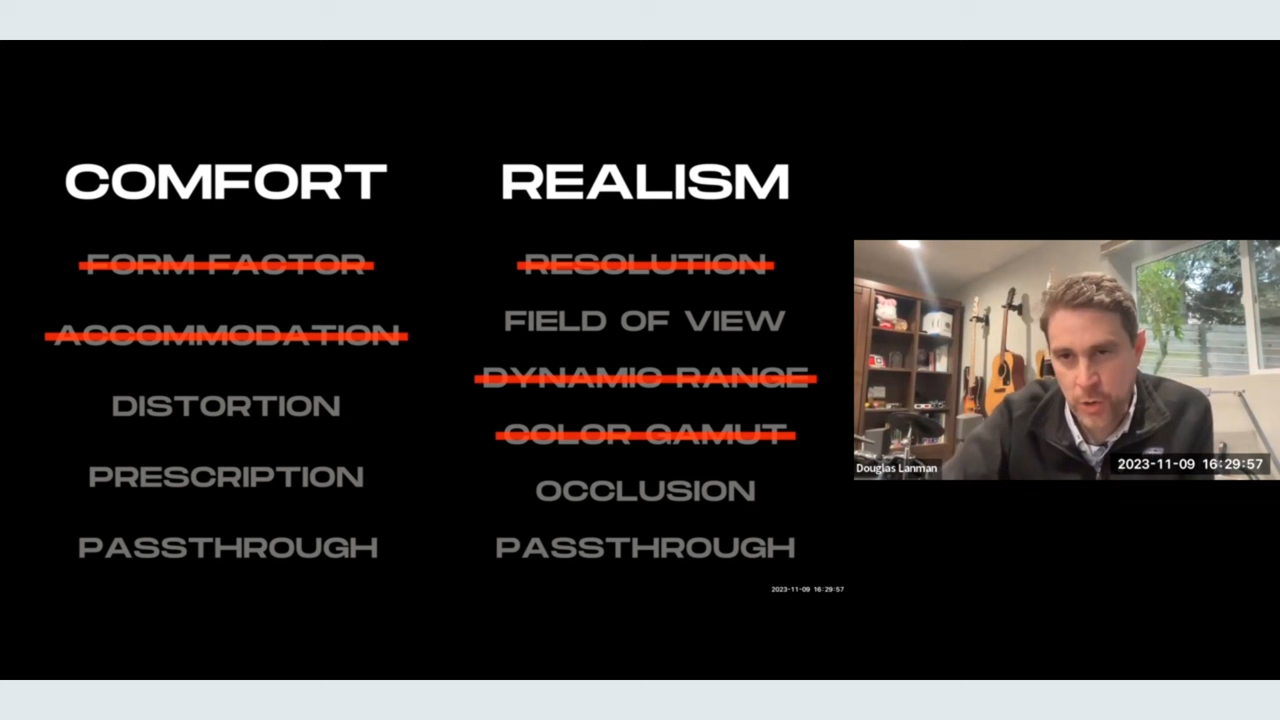 COMFORT
FORM FACTOR
ACCOMMODATION
DISTORTION
PRESCRIPTION
PASSTHROUGH
REALISM
RESOLUTION
FIELD OF VIEW
DYNAMIC RANGE
COLOR GAMUT
OCCLUSION
PASSTHROUGH
2023-11-09 16:29:57
Douglas Lanman
2023-11-09 16:29:57